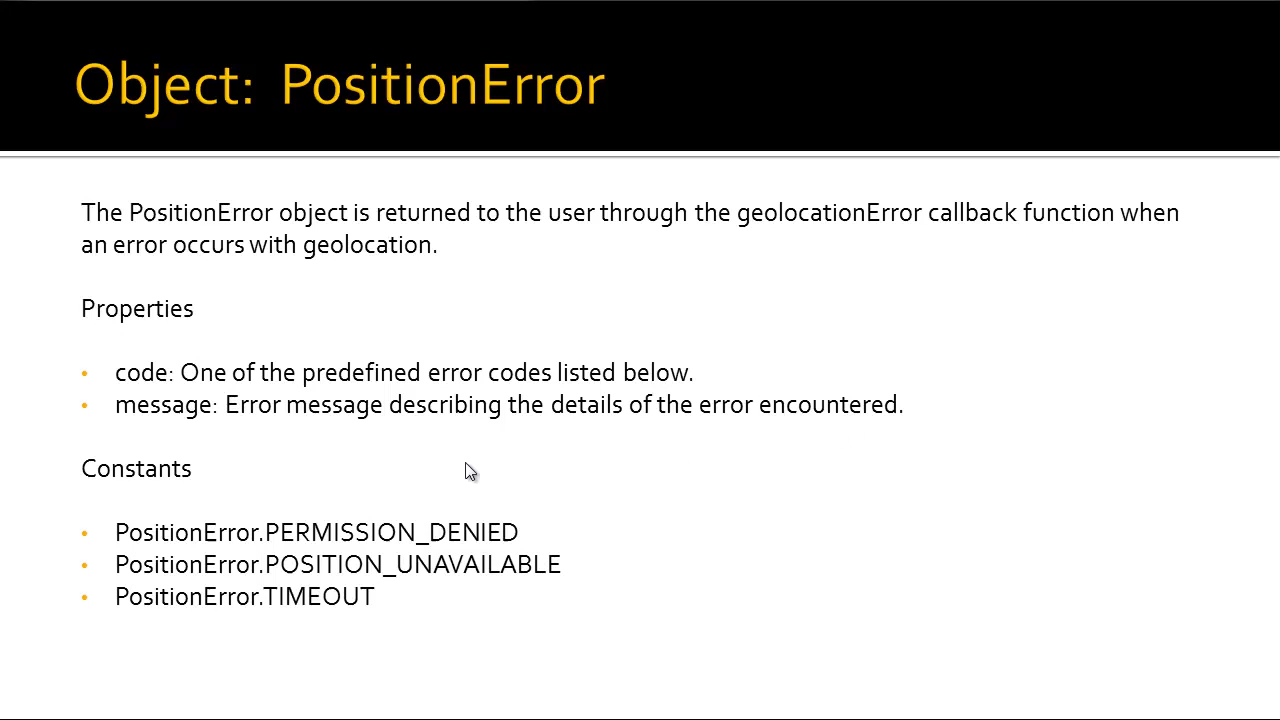 Object: PositionError
The PositionError object is returned to the user through the geolocationError callback function when
an error occurs with geolocation.
Properties
• code: One of the predefined error codes listed below.
• message: Error message describing the details of the error encountered.
Constants
• PositionError.PERMISSION_DENIED
• PositionError.POSITION_UNAVAILABLE
• PositionError.TIMEOUT